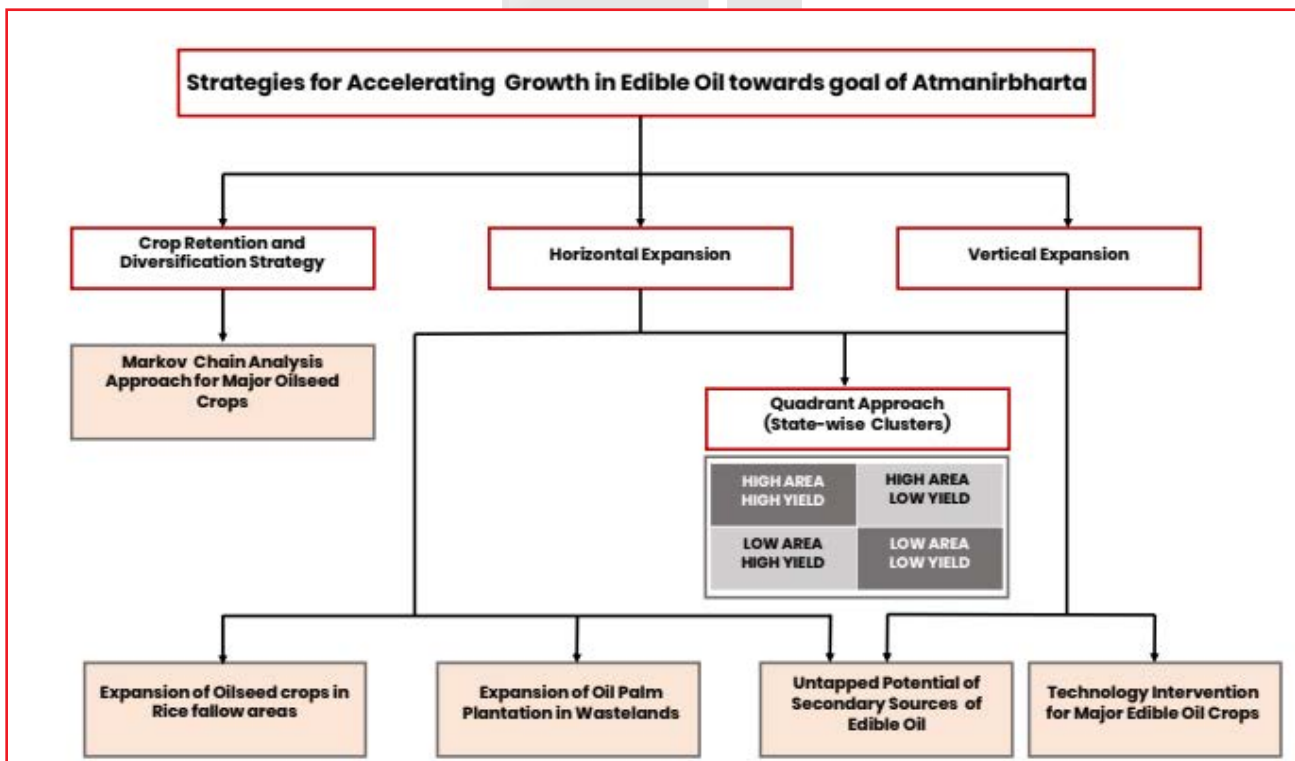 Strategies for Accelerating Growth in Edible Oil towards goal of Atmanirbharta
Crop Retention and
Diversification Strategy
Horizontal Expansion
Vertical Expansion
Markov Chain Analysis
Approach for Major Oilseed
Crops
Quadrant Approach
(State-wise Clusters)
HIGH AREA
HIGH YIELD
HIGH AREA
LOW YIELD
LOW AREA
HIGH YIELD
LOW AREA
LOW YIELD
Expansion of Oilseed crops in
Rice fallow areas
Expansion of Oil Palm
Plantation in Wastelands
Untapped Potential of
Secondary Sources of
Edible Oil
Technology Intervention
for Major Edible Oil Crops